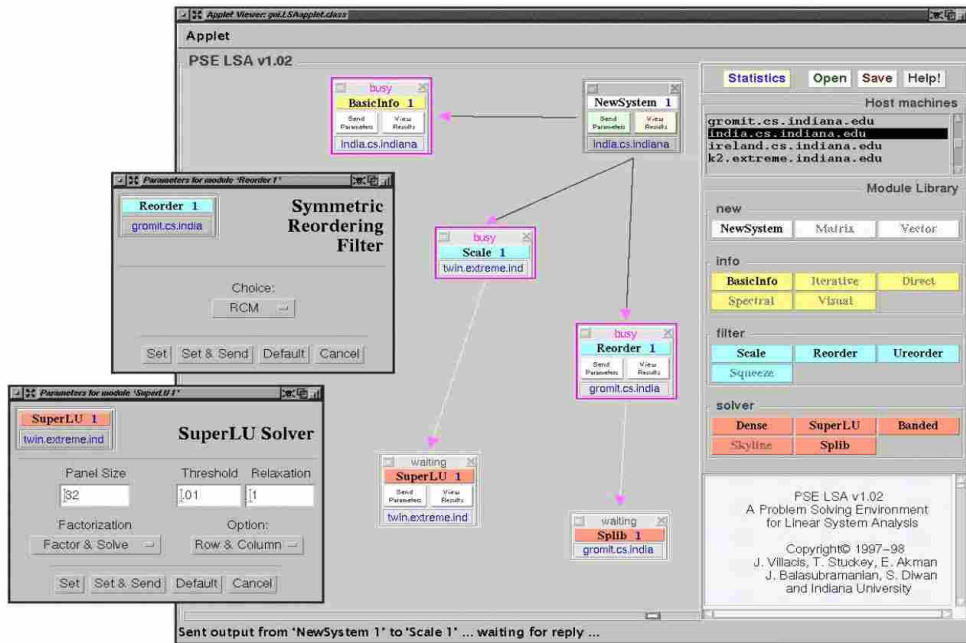 Applet Viewer: gui.LSAapplet.class
Applet
PSE LSA v1.02
busy
BasicInfo 1
Send Parameters
View Results
india.cs.indiana
NewSystem 1
Send Parameters
View Results
india.cs.indiana
busy
Scale 1
twin.extreme.ind
busy
Reorder 1
Send Parameters
View Results
gromit.cs.india
waiting
SuperLU 1
Send Parameters
View Results
twin.extreme.ind
waiting
Splib 1
gromit.cs.india
Parameters for module 'Reorder 1'
Reorder 1
gromit.cs.india
Symmetric
Reordering
Filter
Choice:
RCM
Set Set & Send Default Cancel
Parameters for module 'SuperLU 1'
SuperLU 1
twin.extreme.ind
SuperLU Solver
Panel Size Threshold Relaxation
32 .01 1
Factorization Option:
Factor & Solve Row & Column
Set Set & Send Default Cancel
Statistics Open Save Help!
Host machines
gromit.cs.indiana.edu
india.cs.indiana.edu
ireland.cs.indiana.edu
k2.extreme.indiana.edu
Module Library
new
NewSystem Matrix Vector
info
BasicInfo Iterative Direct
Spectral Visual
filter
Scale Reorder Ureorder
Squeeze
solver
Dense SuperLU Banded
Skyline Splib
PSE LSA v1.02
A Problem Solving Environment
for Linear System Analysis
Copyright© 1997-98
J. Villacis, T. Stuckey, E. Akman
J. Balasubramanian, S. Diwan
and Indiana University
Sent output from 'NewSystem 1' to 'Scale 1' ... waiting for reply ...